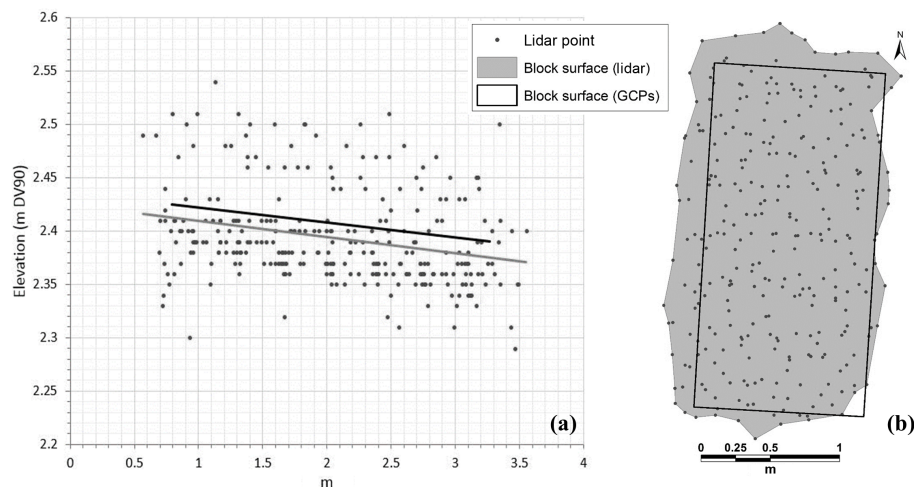 2.6
2.55
2.5
2.45
2.4
2.35
2.3
2.25
2.2
Elevation (m DV90)
0 0.5 1 1.5 2 2.5 3 3.5 4
m
(a)
Lidar point
Block surface (lidar)
Block surface (GCPs)
N
(b)
0 0.25 0.5 1
m